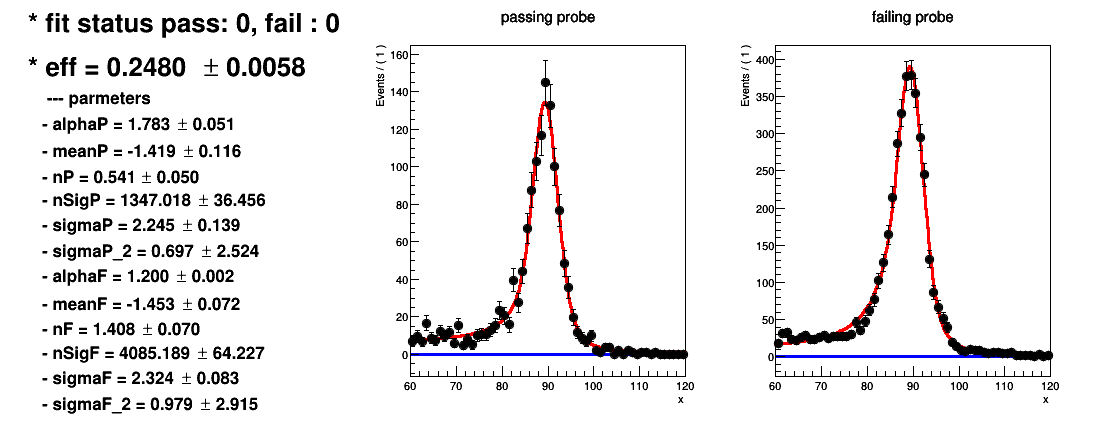 * fit status pass: 0, fail : 0
* eff = 0.2480 ± 0.0058
--- parmeters
- alphaP = 1.783 ± 0.051
- meanP = -1.419 ± 0.116
- nP = 0.541 ± 0.050
- nSigP = 1347.018 ± 36.456
- sigmaP = 2.245 ± 0.139
- sigmaP_2 = 0.697 ± 2.524
- alphaF = 1.200 ± 0.002
- meanF = -1.453 ± 0.072
- nF = 1.408 ± 0.070
- nSigF = 4085.189 ± 64.227
- sigmaF = 2.324 ± 0.083
- sigmaF_2 = 0.979 ± 2.915
passing probe
Events / ( 1 )
160
140
120
100
80
60
40
20
0
60 70 80 90 100 110 120
x
failing probe
Events / ( 1 )
400
350
300
250
200
150
100
50
0
60 70 80 90 100 110 120
x